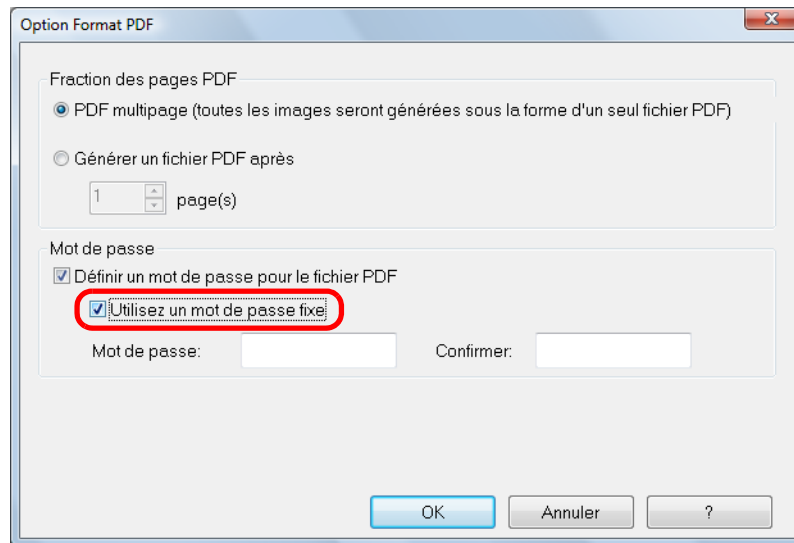 Option Format PDF
Fraction des pages PDF
PDF multipage (toutes les images seront générées sous la forme d'un seul fichier PDF)
Générer un fichier PDF après
1 page(s)
Mot de passe
Définir un mot de passe pour le fichier PDF
Utilisez un mot de passe fixe
Mot de passe: Confirmer:
OK Annuler ?